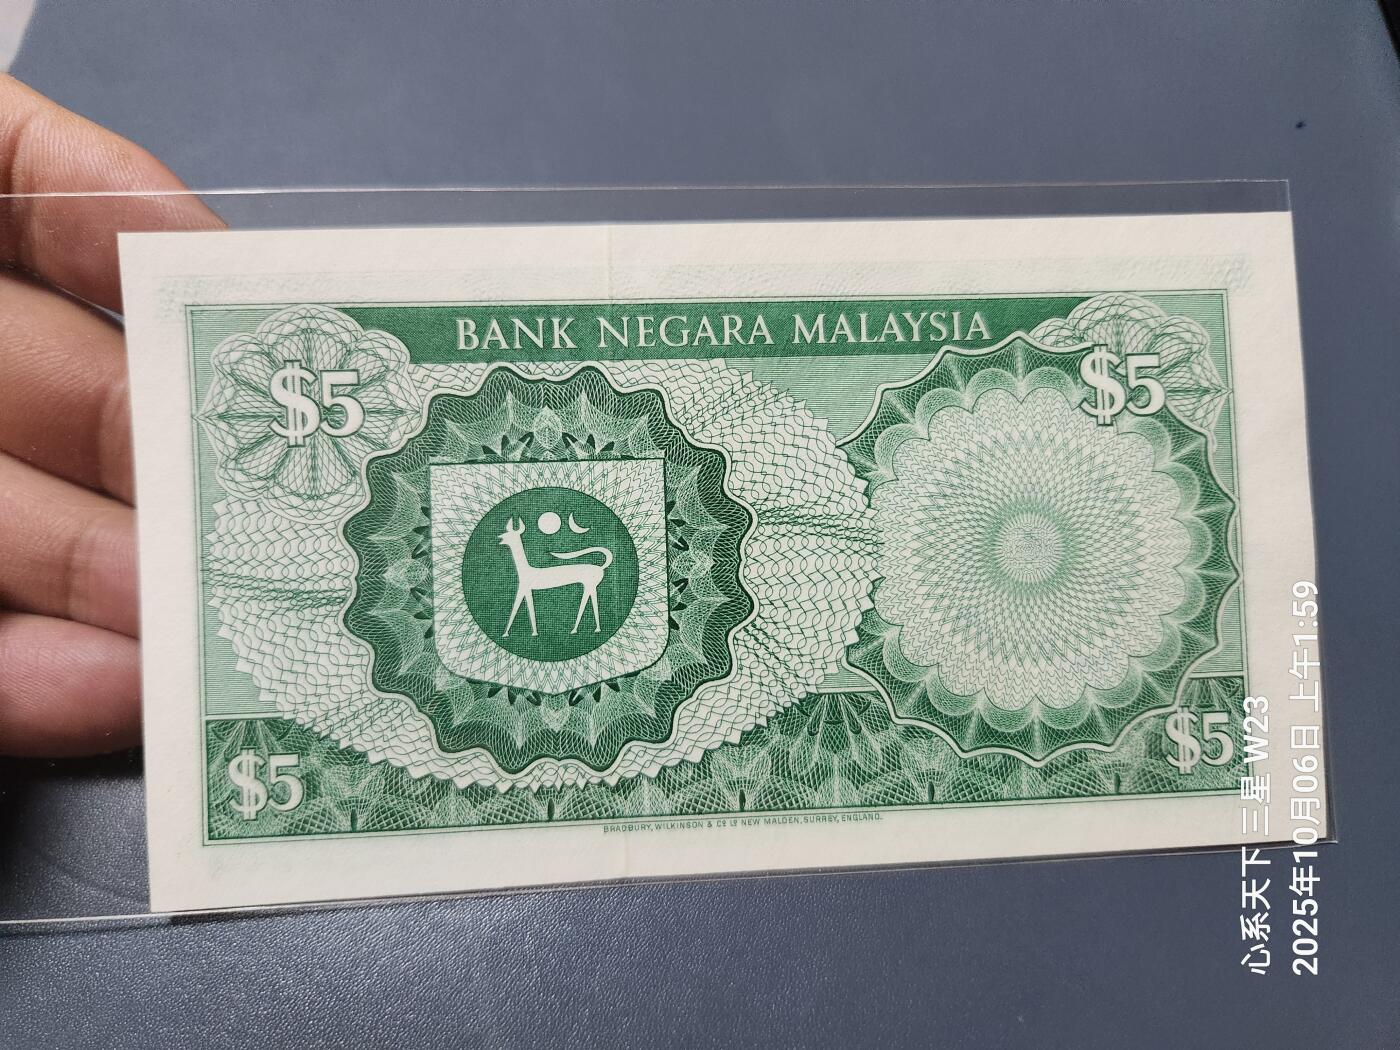 BANK NEGARA MALAYSIA
$5
$5
$5
$5
BRADBURY, WILKINSON & Cº Lº NEW MALDEN, SURREY, ENGLAND.
心系天下三星 W23
2025年10月06日 上午1:59